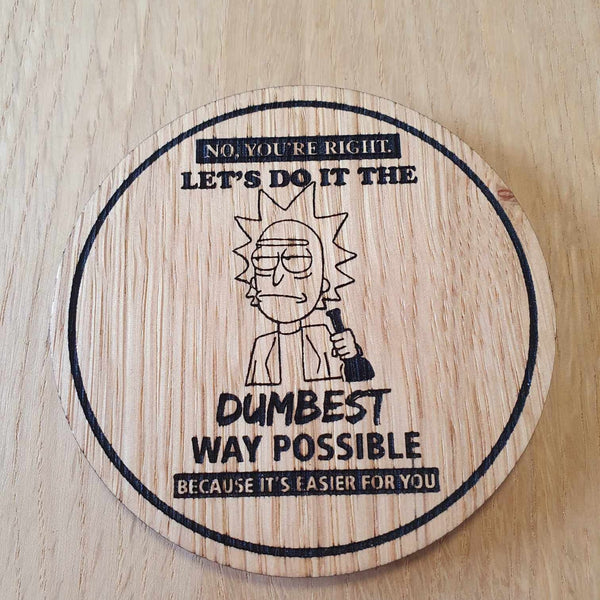 NO, YOU'RE RIGHT.
LET'S DO IT THE
DUMBEST
WAY POSSIBLE
BECAUSE IT'S EASIER FOR YOU